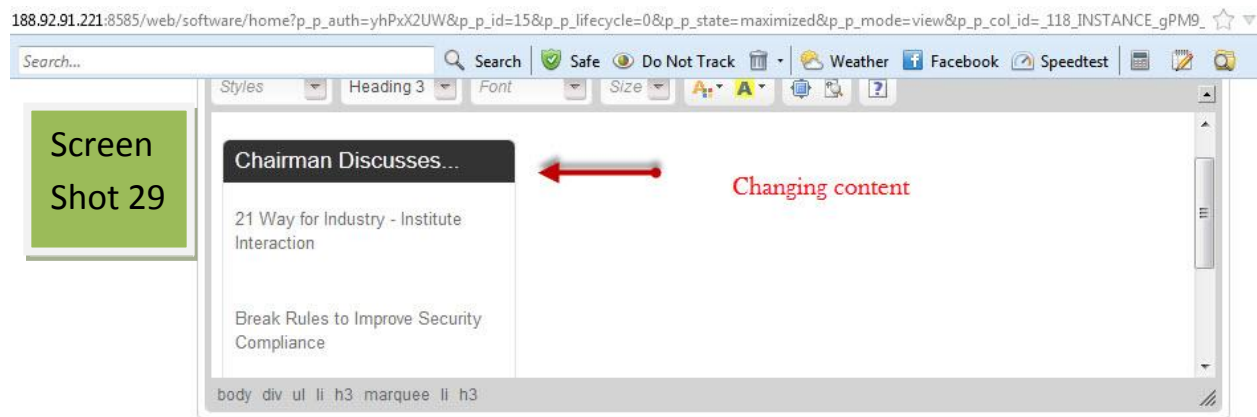 188.92.91.221:8585/web/software/home?p_p_auth=yhPxX2UW&p_p_id=15&p_p_lifecycle=0&p_p_state=maximized&p_p_mode=view&p_p_col_id=_118_INSTANCE_gPM9_
Search... Search Safe Do Not Track Weather Facebook Speedtest
Styles Heading 3 Font Size
Screen
Shot 29
Chairman Discusses...
Changing content
21 Way for Industry - Institute
Interaction
Break Rules to Improve Security
Compliance
body div ul li h3 marquee li h3